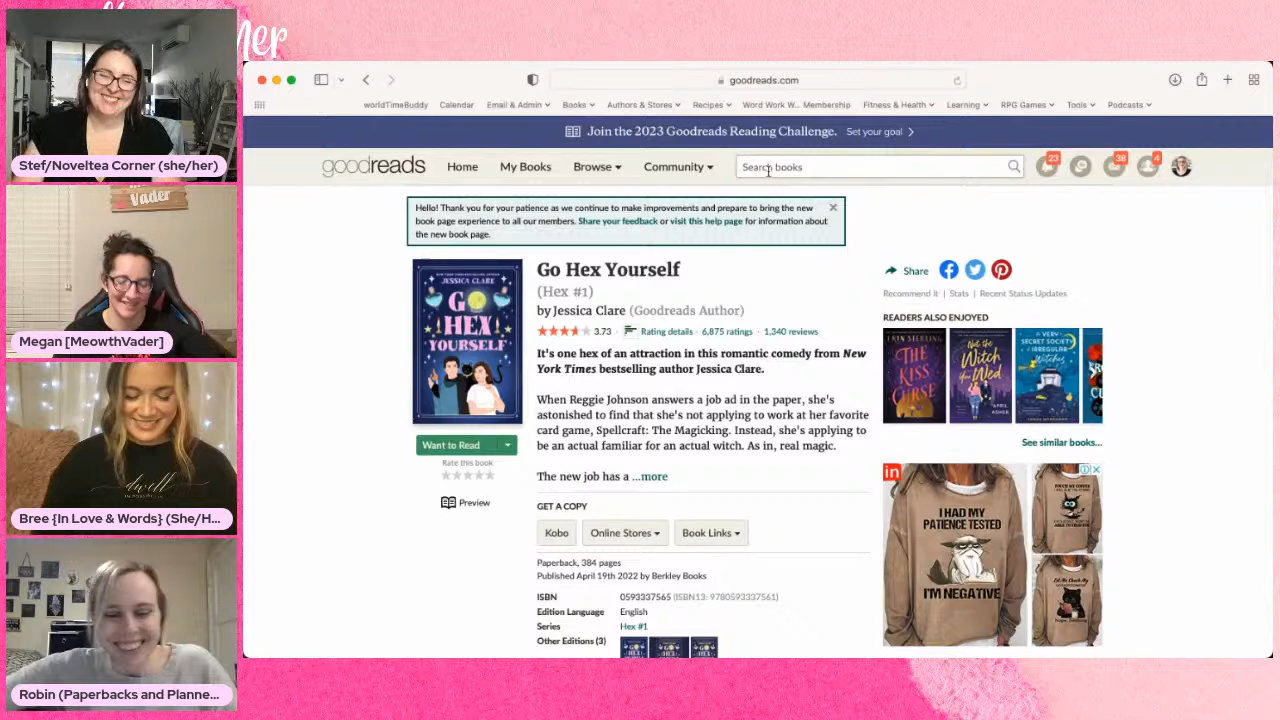 mer
Stef/Noveltea Corner (she/her)
Vader
Megan [MeowthVader]
dwell
Bree {In Love & Words} (She/H...
Robin (Paperbacks and Planne...
goodreads.com
worldTimeBuddy Calendar Email & Admin Books Authors & Stores Recipes Word Work W... Membership Fitness & Health Learning RPG Games Tools Podcasts
Join the 2023 Goodreads Reading Challenge. Set your goal
goodreads Home My Books Browse Community Search books 23 38 4
Hello! Thank you for your patience as we continue to make improvements and prepare to bring the new
book page experience to all our members. Share your feedback or visit this help page for information about
the new book page.
JESSICA CLARE
GO
HEX
YOURSELF
Want to Read
Rate this book
Preview
Go Hex Yourself
(Hex #1)
by Jessica Clare (Goodreads Author)
3.73 Rating details · 6,875 ratings · 1,340 reviews
It's one hex of an attraction in this romantic comedy from New
York Times bestselling author Jessica Clare.
When Reggie Johnson answers a job ad in the paper, she's
astonished to find that she's not applying to work at her favorite
card game, Spellcraft: The Magicking. Instead, she's applying to
be an actual familiar for an actual witch. As in, real magic.
The new job has a ...more
GET A COPY
Kobo Online Stores Book Links
Paperback, 384 pages
Published April 19th 2022 by Berkley Books
ISBN 0593337565 (ISBN13: 9780593337561)
Edition Language English
Series Hex #1
Other Editions (3)
Share
Recommend It | Stats | Recent Status Updates
READERS ALSO ENJOYED
ERIN STERLING
THE
KISS
CURSE
Not the
Witch
You Wed
APRIL
ASHER
VERY
SECRET SOCIETY
IRREGULAR
Witches
See similar books...
in
I HAD MY
PATIENCE TESTED
I'M NEGATIVE